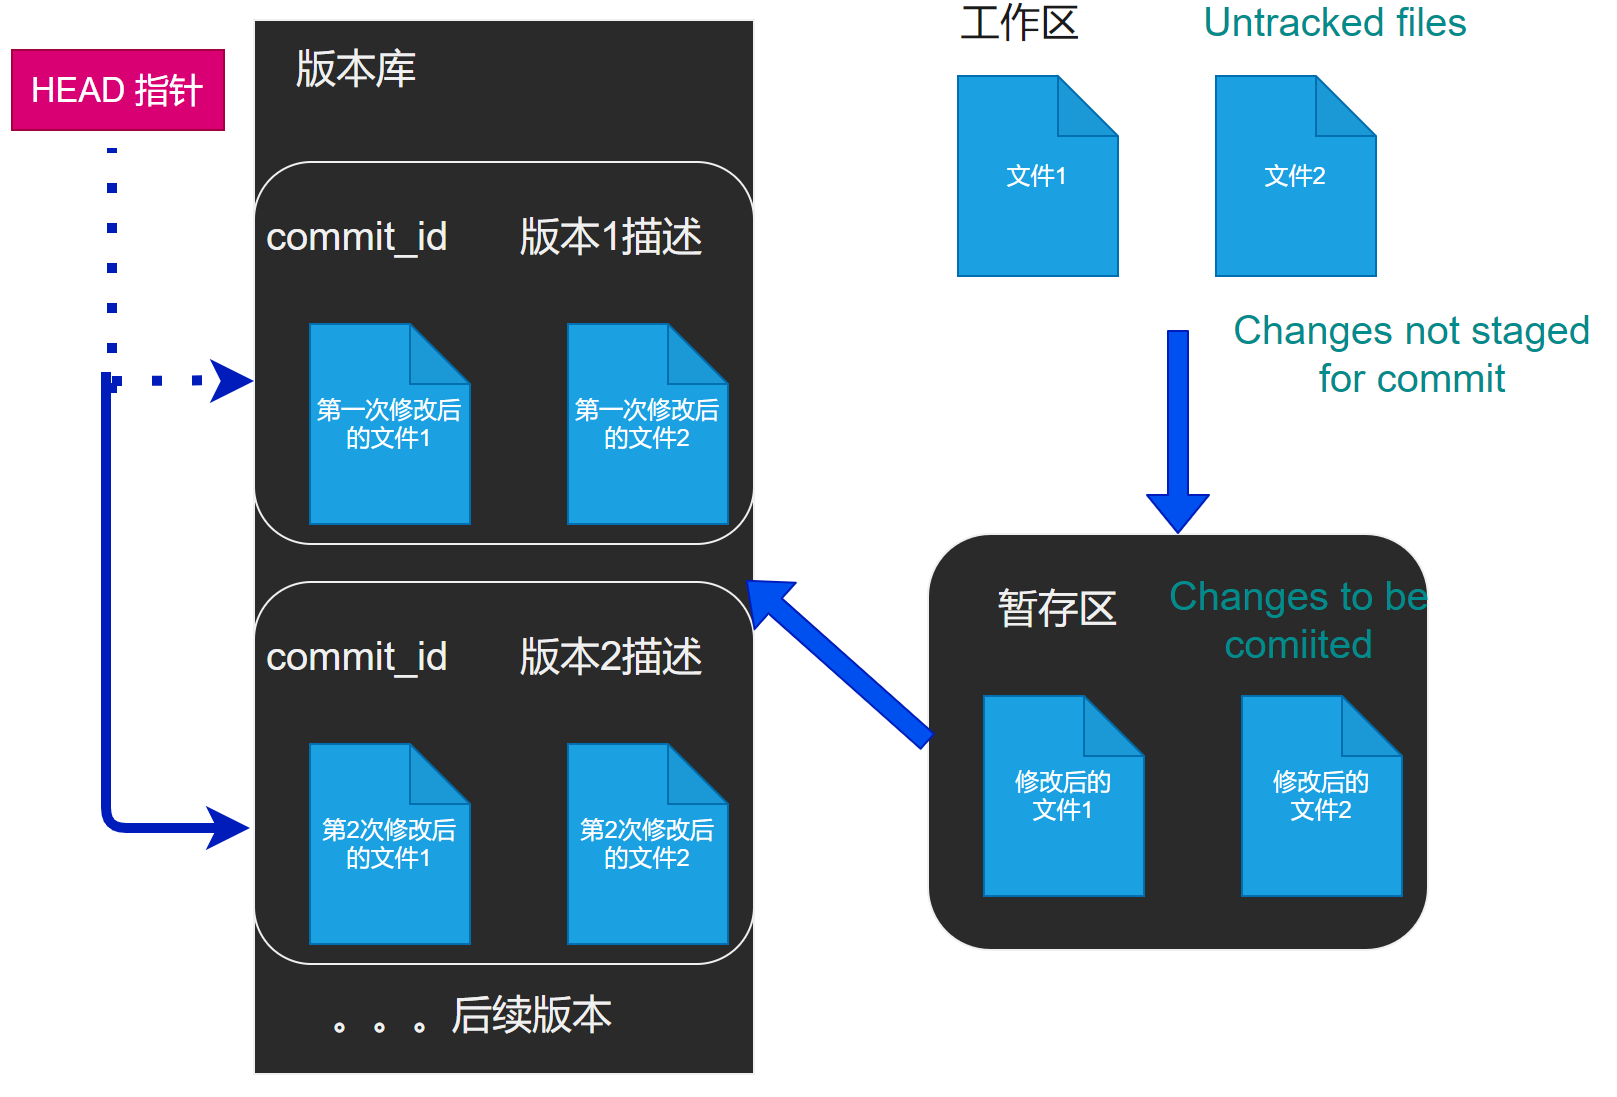 HEAD 指针
版本库
commit_id
版本1描述
第一次修改后
的文件1
第一次修改后
的文件2
commit_id
版本2描述
第2次修改后
的文件1
第2次修改后
的文件2
。。。后续版本
工作区
Untracked files
文件1
文件2
Changes not staged
for commit
暂存区
Changes to be
comiited
修改后的
文件1
修改后的
文件2